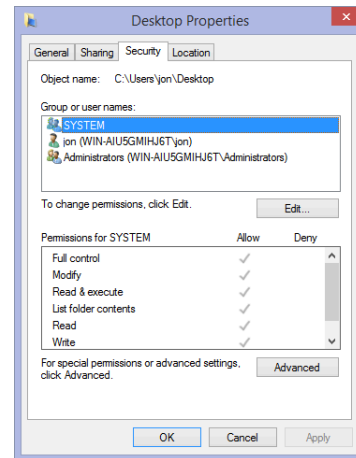 Desktop Properties
General Sharing Security Location
Object name: C:\Users\jon\Desktop
Group or user names:
SYSTEM
jon (WIN-AIU5GMIHJ6T\jon)
Administrators (WIN-AIU5GMIHJ6T\Administrators)
To change permissions, click Edit. Edit...
Permissions for SYSTEM Allow Deny
Full control
Modify
Read & execute
List folder contents
Read
Write
For special permissions or advanced settings,
click Advanced. Advanced
OK Cancel Apply